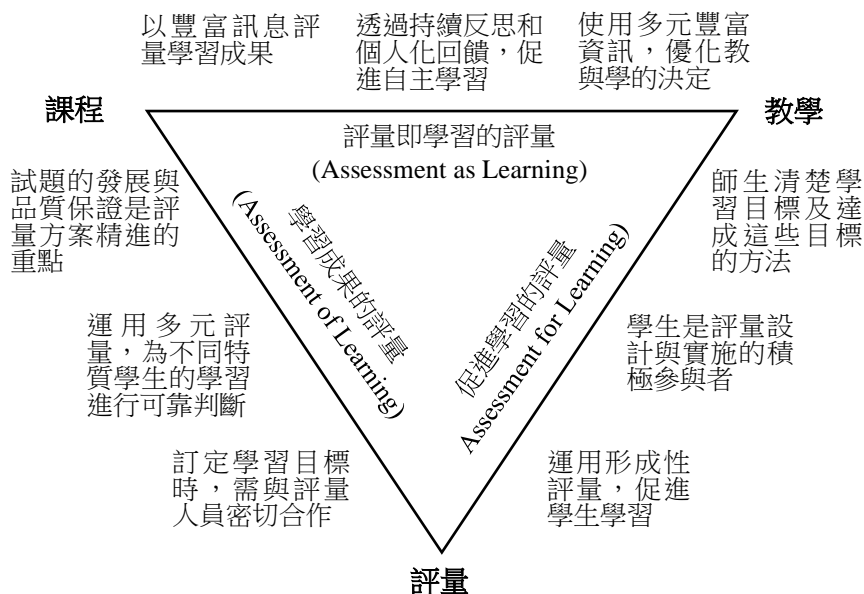 以豐富訊息評
量學習成果
透過持續反思和
個人化回饋，促
進自主學習
使用多元豐富
資訊，優化教
與學的決定
課程
教學
評量即學習的評量
(Assessment as Learning)
試題的發展與
品質保證是評
量方案精進的
重點
學習成果的評量
(Assessment of Learning)
促進學習的評量
Assessment for Learning)
師生清楚學
習目標及達
成這些目標
的方法
運用多元評
量，為不同特
質學生的學習
進行可靠判斷
學生是評量設
計與實施的積
極參與者
訂定學習目標
時，需與評量
人員密切合作
運用形成性
評量，促進
學生學習
評量